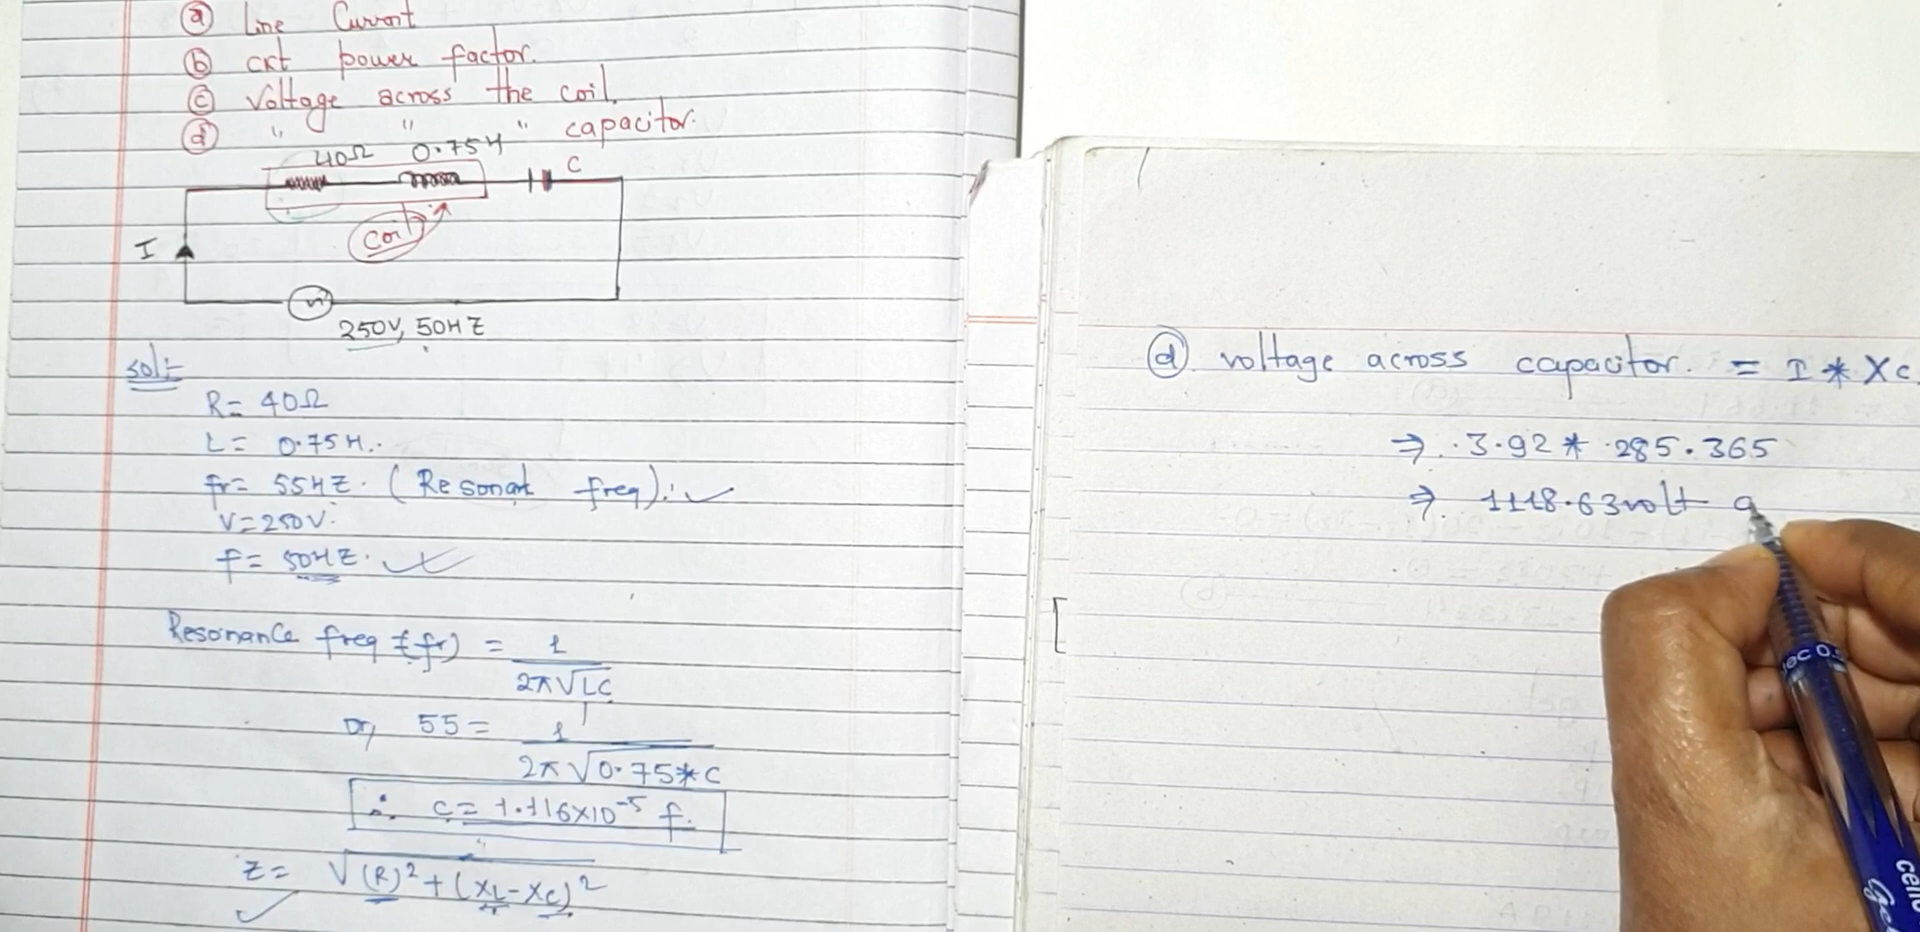 ⓐ Line Current
ⓑ ckt power factor.
ⓒ Voltage across the coil.
ⓓ " " " capacitor.
40Ω 0.75H
C
coil
I
250V, 50HZ
Sol:-
R= 40Ω
L= 0.75H.
fr= 55HZ. (Resonant freq).
V=250V.
f= 50HZ.
Resonance freq (fr) = 1
2π√LC
or, 55= 1
2π√0.75*C
∴ C= 1.116×10⁻⁵ f.
Z= √(R)²+(XL-XC)²
ⓓ voltage across capacitor. = I * Xc.
⇒ 3.92 * 285.365
⇒ 1118.63volt
cello